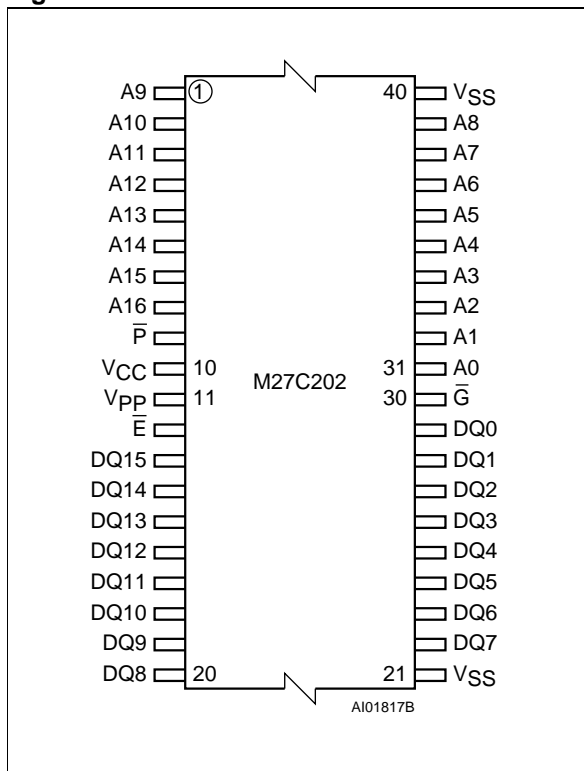 A9 1 40 VSS
A10 A8
A11 A7
A12 A6
A13 A5
A14 A4
A15 A3
A16 A2
P̅ A1
VCC 10 31 A0
M27C202
VPP 11 30 G̅
E̅ DQ0
DQ15 DQ1
DQ14 DQ2
DQ13 DQ3
DQ12 DQ4
DQ11 DQ5
DQ10 DQ6
DQ9 DQ7
DQ8 20 21 VSS
AI01817B